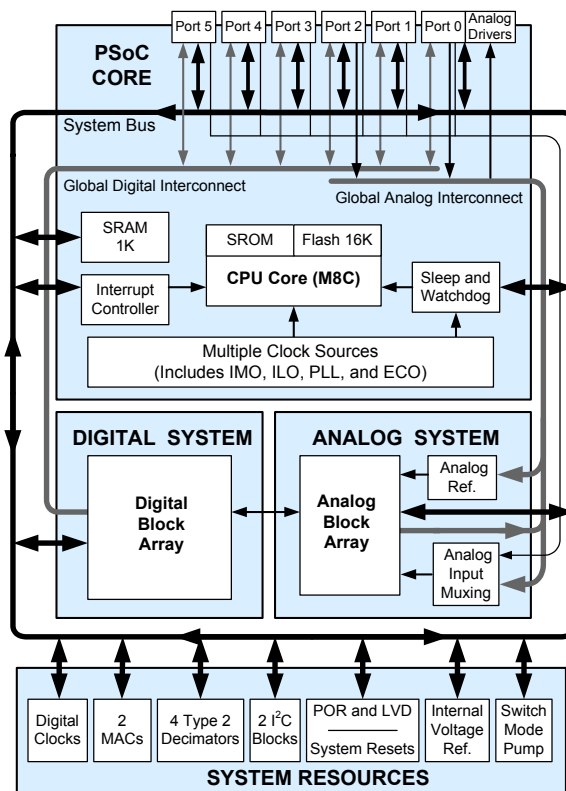 Port 5
Port 4
Port 3
Port 2
Port 1
Port 0
Analog
Drivers
PSoC
CORE
System Bus
Global Digital Interconnect
Global Analog Interconnect
SRAM
1K
SROM
Flash 16K
CPU Core (M8C)
Interrupt
Controller
Sleep and
Watchdog
Multiple Clock Sources
(Includes IMO, ILO, PLL, and ECO)
DIGITAL SYSTEM
Digital
Block
Array
ANALOG SYSTEM
Analog
Block
Array
Analog
Ref.
Analog
Input
Muxing
Digital
Clocks
2
MACs
4 Type 2
Decimators
2 I²C
Blocks
POR and LVD
System Resets
Internal
Voltage
Ref.
Switch
Mode
Pump
SYSTEM RESOURCES